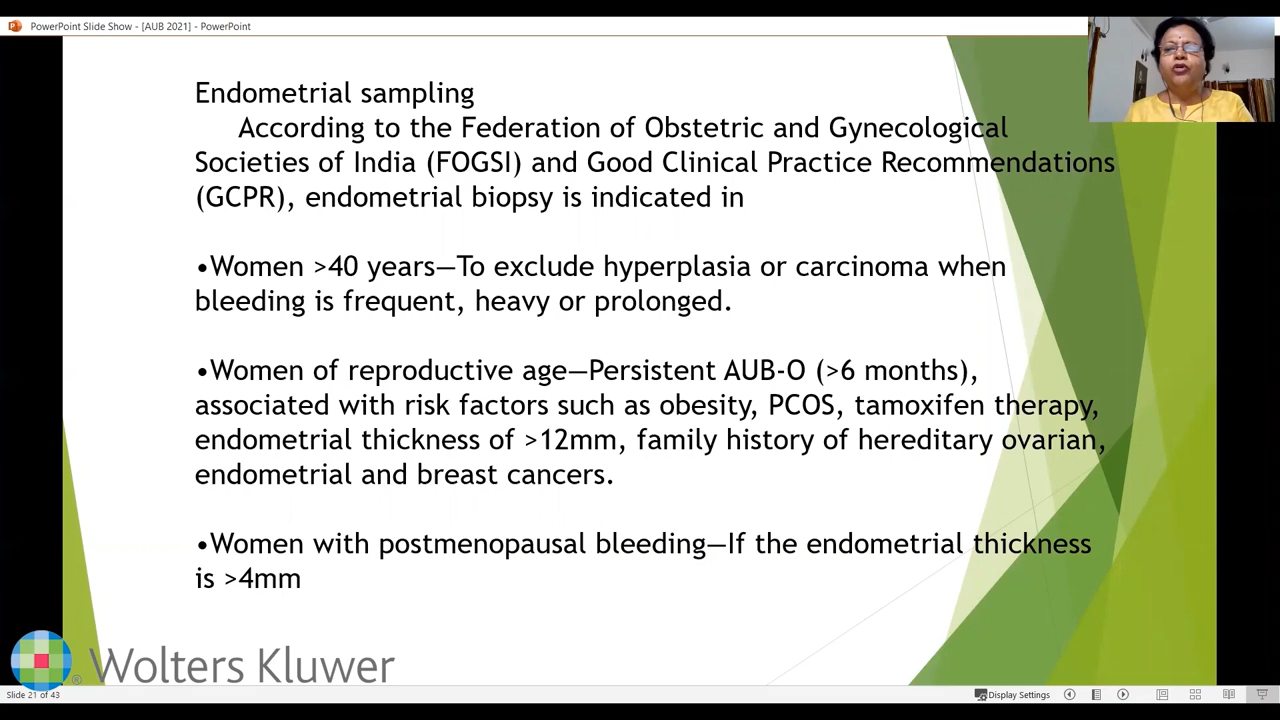 PowerPoint Slide Show - [AUB 2021] - PowerPoint
Endometrial sampling
According to the Federation of Obstetric and Gynecological
Societies of India (FOGSI) and Good Clinical Practice Recommendations
(GCPR), endometrial biopsy is indicated in
•Women >40 years—To exclude hyperplasia or carcinoma when
bleeding is frequent, heavy or prolonged.
•Women of reproductive age—Persistent AUB-O (>6 months),
associated with risk factors such as obesity, PCOS, tamoxifen therapy,
endometrial thickness of >12mm, family history of hereditary ovarian,
endometrial and breast cancers.
•Women with postmenopausal bleeding—If the endometrial thickness
is >4mm
® Wolters Kluwer
Slide 21 of 43
Display Settings